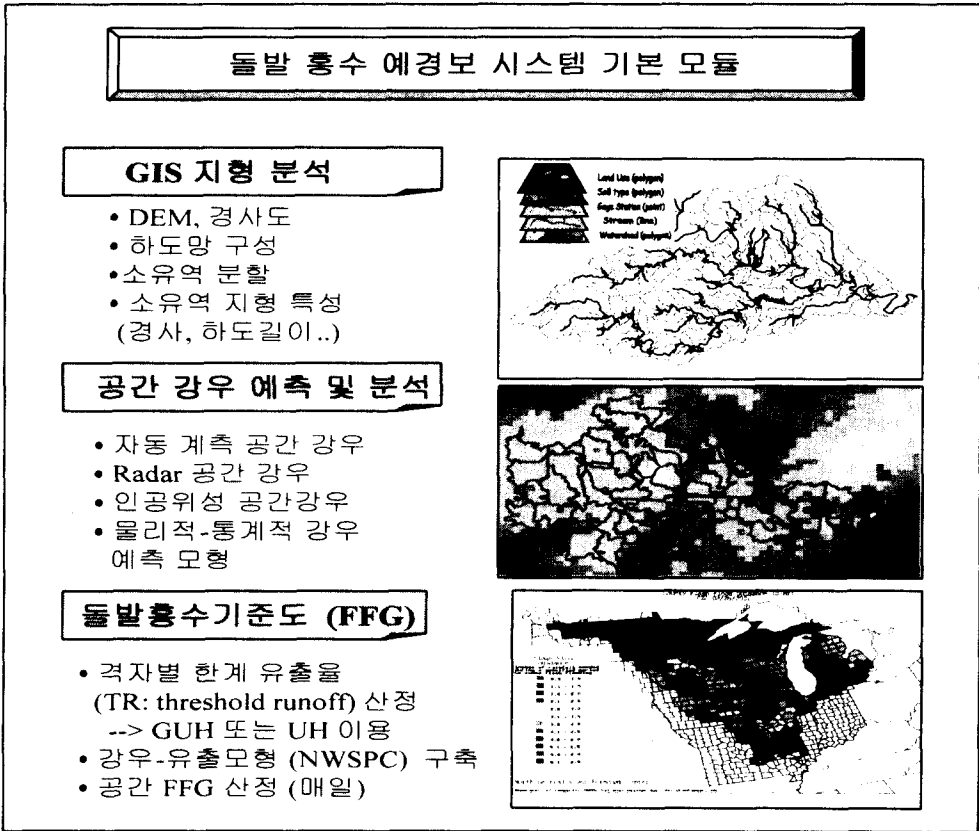 돌발 홍수 예경보 시스템 기본 모듈
GIS 지형 분석
• DEM, 경사도
• 하도망 구성
•소유역 분할
• 소유역 지형 특성
(경사, 하도길이..)
Land Use (polygon)
Soil type (polygon)
Gage Station (point)
Stream (line)
Watershed (polygon)
공간 강우 예측 및 분석
• 자동 계측 공간 강우
• Radar 공간 강우
• 인공위성 공간강우
• 물리적-통계적 강우
예측 모형
돌발홍수기준도 (FFG)
• 격자별 한계 유출율
(TR: threshold runoff) 산정
--> GUH 또는 UH 이용
• 강우-유출모형 (NWSPC) 구축
• 공간 FFG 산정 (매일)